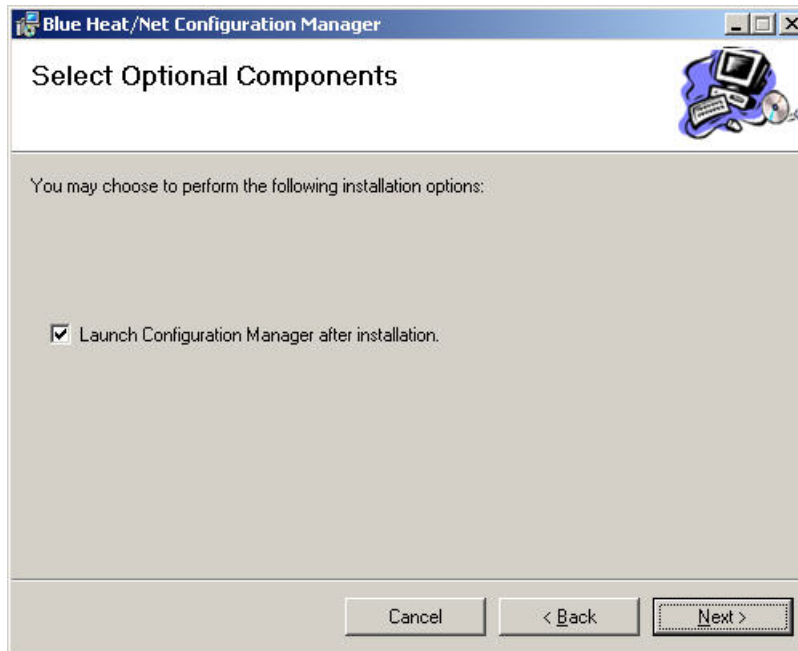 Blue Heat/Net Configuration Manager
Select Optional Components
You may choose to perform the following installation options:
Launch Configuration Manager after installation.
Cancel
< Back
Next >